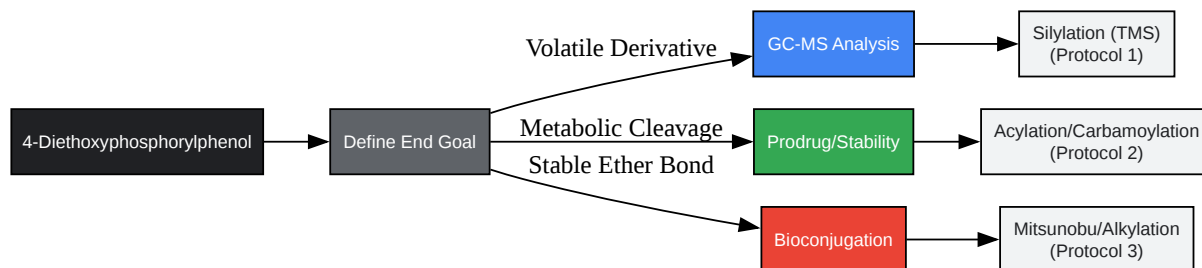 Volatile Derivative
GC-MS Analysis
Silylation (TMS)
(Protocol 1)
4-Diethoxyphosphorylphenol
Define End Goal
Metabolic Cleavage
Prodrug/Stability
Acylation/Carbamoylation
(Protocol 2)
Stable Ether Bond
Bioconjugation
Mitsunobu/Alkylation
(Protocol 3)